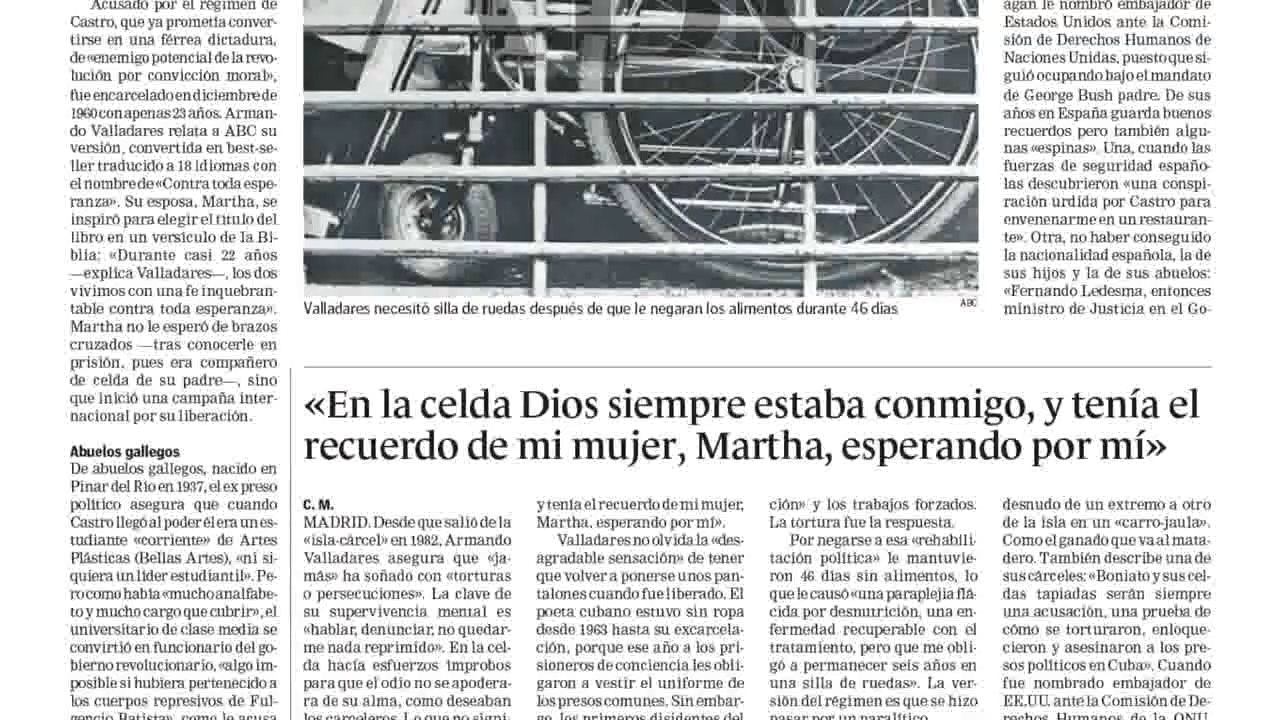 Acusado por el régimen de
Castro, que ya prometía conver-
tirse en una férrea dictadura,
de «enemigo potencial de la revo-
lución por convicción moral»,
fue encarcelado en diciembre de
1960 con apenas 23 años. Arman-
do Valladares relata a ABC su
versión, convertida en best-se-
ller traducido a 18 idiomas con
el nombre de «Contra toda espe-
ranza». Su esposa, Martha, se
inspiró para elegir el título del
libro en un versículo de la Bi-
blia: «Durante casi 22 años
—explica Valladares—, los dos
vivimos con una fe inquebran-
table contra toda esperanza».
Martha no le esperó de brazos
cruzados —tras conocerle en
prisión, pues era compañero
de celda de su padre—, sino
que inició una campaña inter-
nacional por su liberación.
Abuelos gallegos
De abuelos gallegos, nacido en
Pinar del Río en 1937, el ex preso
político asegura que cuando
Castro llegó al poder él era un es-
tudiante «corriente» de Artes
Plásticas (Bellas Artes), «ni si-
quiera un líder estudiantil». Pe-
ro como había «mucho analfabe-
to y mucho cargo que cubrir», el
universitario de clase media se
convirtió en funcionario del go-
bierno revolucionario, «algo im-
posible si hubiera pertenecido a
los cuerpos represivos de Ful-
gencio Batista», como le acusa
ABC
Valladares necesitó silla de ruedas después de que le negaran los alimentos durante 46 días
ABC
agan le nombró embajador de
Estados Unidos ante la Comi-
sión de Derechos Humanos de
Naciones Unidas, puesto que si-
guió ocupando bajo el mandato
de George Bush padre. De sus
años en España guarda buenos
recuerdos pero también algu-
nas «espinas». Una, cuando las
fuerzas de seguridad españo-
las descubrieron «una conspi-
ración urdida por Castro para
envenenarme en un restauran-
te». Otra, no haber conseguido
la nacionalidad española, la de
sus hijos y la de sus abuelos:
«Fernando Ledesma, entonces
ministro de Justicia en el Go-
«En la celda Dios siempre estaba conmigo, y tenía el
recuerdo de mi mujer, Martha, esperando por mí»
C. M.
MADRID. Desde que salió de la
«isla-cárcel» en 1982, Armando
Valladares asegura que «ja-
más» ha soñado con «torturas
o persecuciones». La clave de
su supervivencia mental es
«hablar, denunciar, no quedar-
me nada reprimido». En la cel-
da hacía esfuerzos ímprobos
para que el odio no se apodera-
ra de su alma, como deseaban
los carceleros. Lo que no signi-
y tenía el recuerdo de mi mujer,
Martha, esperando por mí».
Valladares no olvida la «des-
agradable sensación» de tener
que volver a ponerse unos pan-
talones cuando fue liberado. El
poeta cubano estuvo sin ropa
desde 1963 hasta su excarcela-
ción, porque ese año a los pri-
sioneros de conciencia les obli-
garon a vestir el uniforme de
los presos comunes. Sin embar-
go, los primeros disidentes del
ción» y los trabajos forzados.
La tortura fue la respuesta.
Por negarse a esa «rehabili-
tación política» le mantuvie-
ron 46 días sin alimentos, lo
que le causó «una paraplejia flá-
cida por desnutrición, una en-
fermedad recuperable con el
tratamiento, pero que me obli-
gó a permanecer seis años en
una silla de ruedas». La ver-
sión del régimen es que se hizo
pasar por un paralítico
desnudo de un extremo a otro
de la isla en un «carro-jaula».
Como el ganado que va al mata-
dero. También describe una de
sus cárceles: «Boniato y sus cel-
das tapiadas serán siempre
una acusación, una prueba de
cómo se torturaron, enloque-
cieron y asesinaron a los pre-
sos políticos en Cuba». Cuando
fue nombrado embajador de
EE.UU. ante la Comisión de De-
rechos Humanos de la ONU,